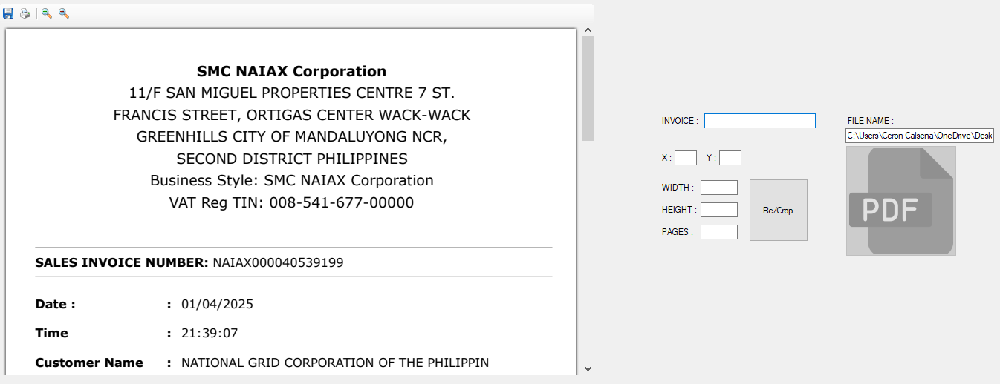 SMC NAIAX Corporation
11/F SAN MIGUEL PROPERTIES CENTRE 7 ST.
FRANCIS STREET, ORTIGAS CENTER WACK-WACK
GREENHILLS CITY OF MANDALUYONG NCR,
SECOND DISTRICT PHILIPPINES
Business Style: SMC NAIAX Corporation
VAT Reg TIN: 008-541-677-00000
SALES INVOICE NUMBER: NAIAX000040539199
Date : : 01/04/2025
Time : 21:39:07
Customer Name : NATIONAL GRID CORPORATION OF THE PHILIPPIN
INVOICE :
X : Y :
WIDTH :
HEIGHT :
PAGES :
Re/Crop
FILE NAME :
C:\Users\Ceron Calsena\OneDrive\Desk
PDF